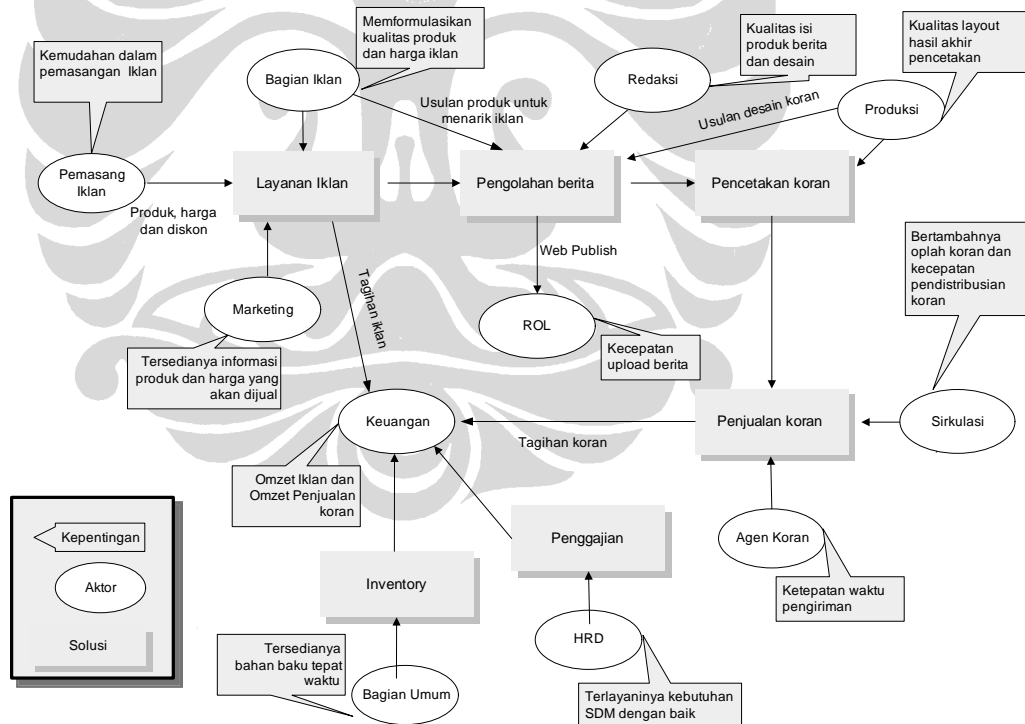 Kemudahan dalam
pemasangan Iklan
Memformulasikan
kualitas produk
dan harga iklan
Kualitas isi
produk berita
dan desain
Kualitas layout
hasil akhir
pencetakan
Bagian Iklan
Redaksi
Produksi
Usulan produk untuk
menarik iklan
Usulan desain koran
Pemasang
Iklan
Layanan Iklan
Pengolahan berita
Pencetakan koran
Produk, harga
dan diskon
Web Publish
Bertambahnya
oplah koran dan
kecepatan
pendistribusian
koran
Marketing
Tagihan iklan
ROL
Tersedianya informasi
produk dan harga yang
akan dijual
Kecepatan
upload berita
Keuangan
Tagihan koran
Penjualan koran
Sirkulasi
Omzet Iklan dan
Omzet Penjualan
koran
Kepentingan
Aktor
Solusi
Inventory
Penggajian
Agen Koran
Ketepatan waktu
pengiriman
Tersedianya
bahan baku tepat
waktu
Bagian Umum
HRD
Terlayaninya kebutuhan
SDM dengan baik